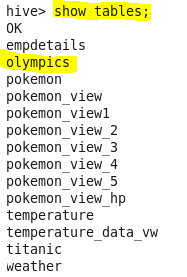 hive> show tables;
OK
empdetails
olympics
pokemon
pokemon_view
pokemon_view1
pokemon_view_2
pokemon_view_3
pokemon_view_4
pokemon_view_5
pokemon_view_hp
temperature
temperature_data_vw
titanic
weather